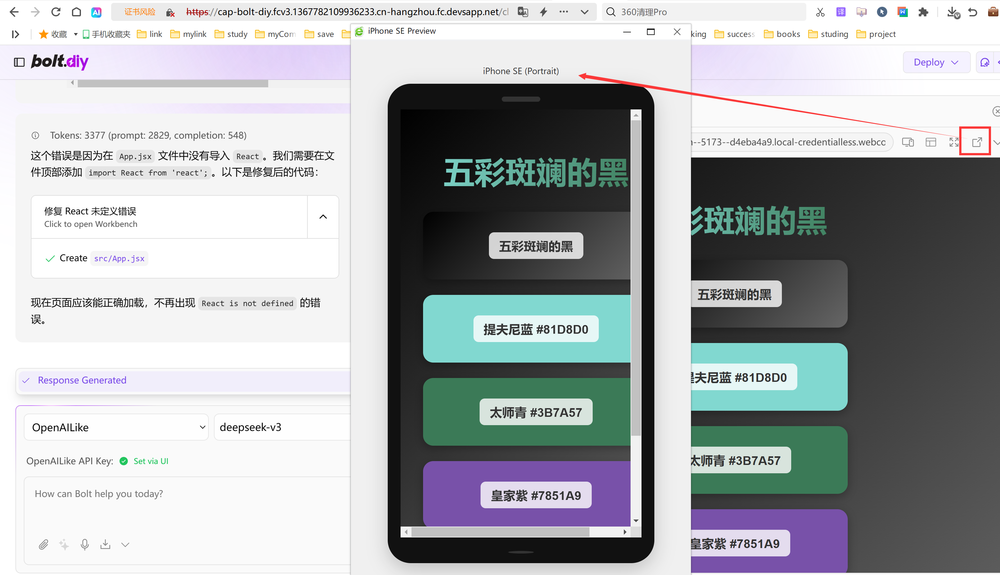 AI
证书风险
https://cap-bolt-diy.fcv3.1367782109936233.cn-hangzhou.fc.devsapp.net/cl
360清理Pro
译
W
收藏
手机收藏夹
link
mylink
study
myCom
save
king
success
books
studing
project
iPhone SE Preview
bolt.diy
Deploy
iPhone SE (Portrait)
Tokens: 3377 (prompt: 2829, completion: 548)
这个错误是因为在 App.jsx 文件中没有导入 React 。我们需要在文
件顶部添加 import React from 'react'; 。以下是修复后的代码：
修复 React 未定义错误
Click to open Workbench
Create src/App.jsx
现在页面应该能正确加载，不再出现 React is not defined 的错
误。
Response Generated
OpenAILike
deepseek-v3
OpenAILike API Key: Set via UI
How can Bolt help you today?
五彩斑斓的黑
五彩斑斓的黑
提夫尼蓝 #81D8D0
太师青 #3B7A57
皇家紫 #7851A9
--5173--d4eba4a9.local-credentialless.webco
彩斑斓的黑
五彩斑斓的黑
夫尼蓝 #81D8D0
太师青 #3B7A57
皇家紫 #7851A9